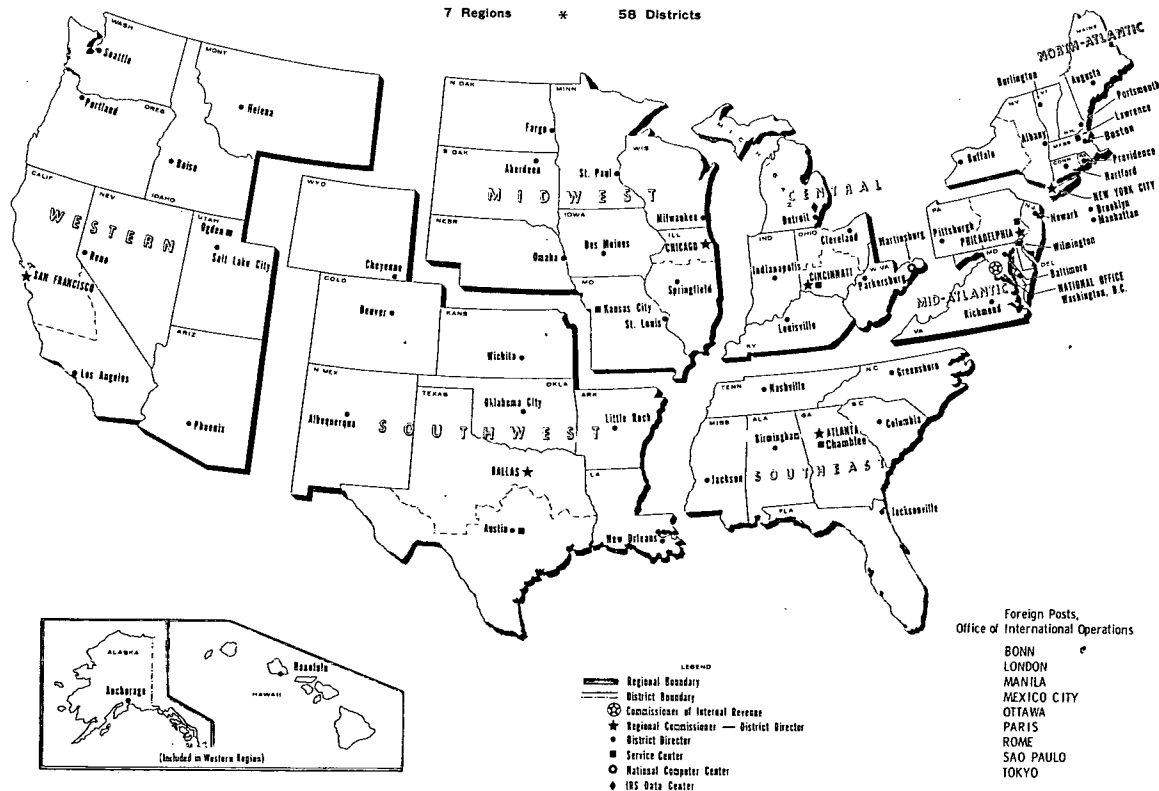 7 Regions * 58 Districts
WASH
Seattle
MONT
Helena
Portland
OREG
Boise
IDAHO
CALIF
NEV
WESTERN
Reno
SAN FRANCISCO
UTAH
Ogden
Salt Lake City
ARIZ
Los Angeles
Phoenix
WYO
Cheyenne
COLO
Denver
KANS
Wichita
N MEX
Albuquerque
TEXAS
OKLA
Oklahoma City
ARK
Little Rock
SOUTHWEST
DALLAS
LA
Austin
New Orleans
N DAK
MINN
Fargo
S DAK
Aberdeen
St. Paul
WIS
MIDWEST
NEBR
IOWA
Milwaukee
Omaha
Des Moines
ILL
CHICAGO
MO
Kansas City
Springfield
St. Louis
CENTRAL
Detroit
IND
OHIO
Cleveland
Martinsburg
Indianapolis
CINCINNATI
W VA
Parkersburg
Louisville
KY
MAINE
NORTH-ATLANTIC
Burlington
Augusta
VT
Portsmouth
NY
Lawrence
Albany
NH
Boston
Buffalo
MASS
Providence
CONN
Hartford
NEW YORK CITY
PA
NJ
Newark
Brooklyn
Manhattan
Pittsburgh
PHILADELPHIA
Wilmington
MD
DEL
Baltimore
NATIONAL OFFICE
Washington, D.C.
MID-ATLANTIC
Richmond
VA
TENN
Nashville
N C
Greensboro
MISS
ALA
GA
S C
Birmingham
ATLANTA
Chamblee
Columbia
Jackson
SOUTHEAST
FLA
Jacksonville
ALASKA
Anchorage
Honolulu
HAWAII
(Included in Western Region)
LEGEND
Regional Boundary
District Boundary
Commissioner of Internal Revenue
Regional Commissioner — District Director
District Director
Service Center
National Computer Center
IRS Data Center
Foreign Posts,
Office of International Operations
BONN
LONDON
MANILA
MEXICO CITY
OTTAWA
PARIS
ROME
SAO PAULO
TOKYO